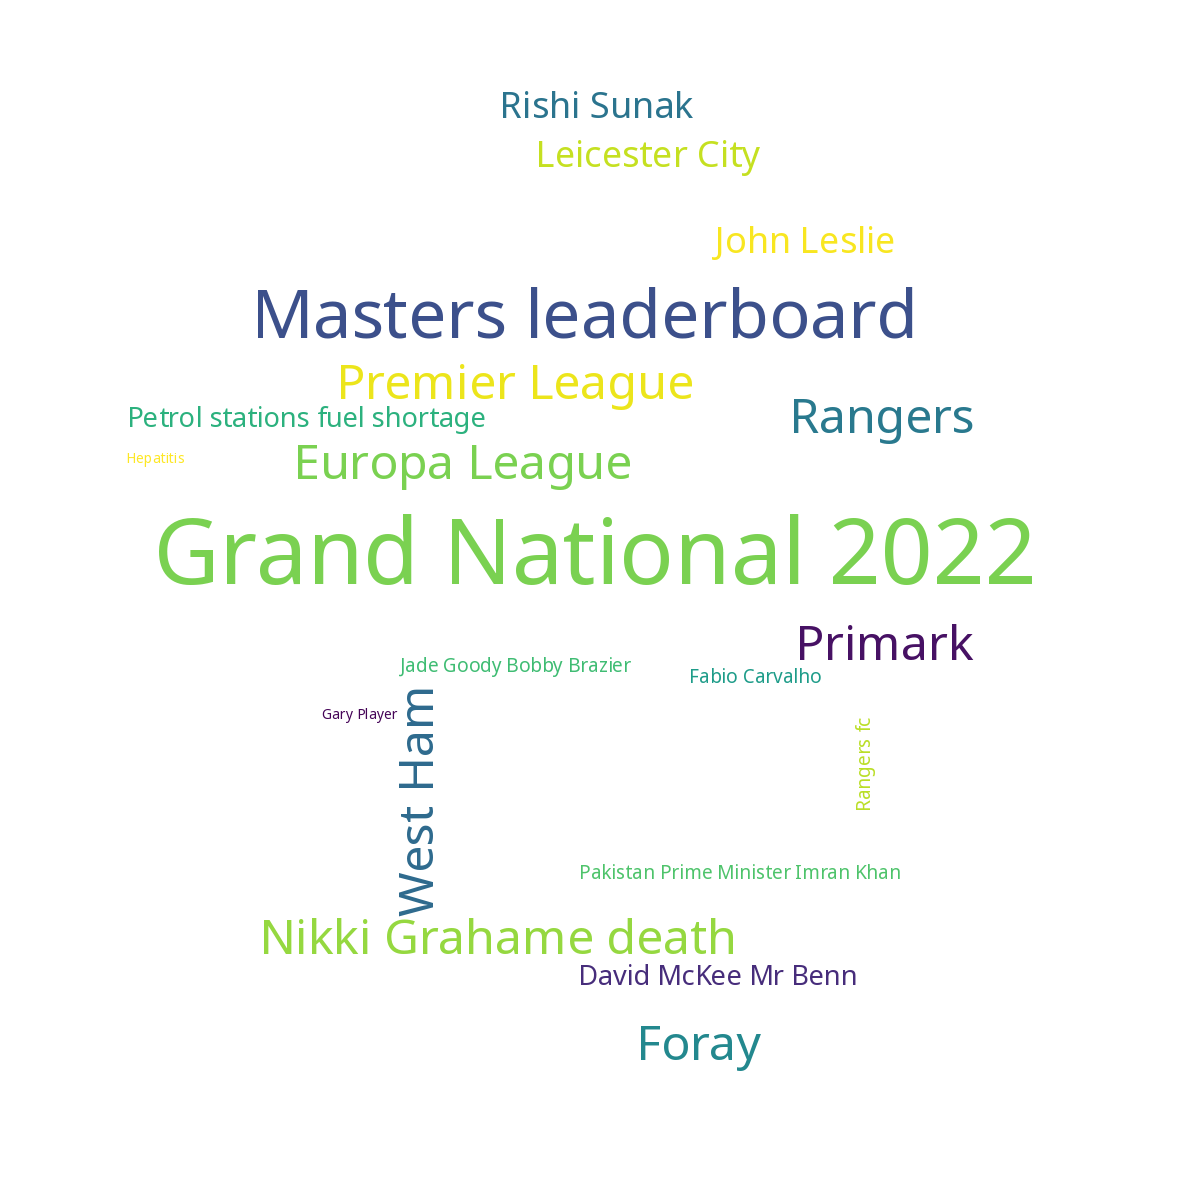 Rishi Sunak
Leicester City
John Leslie
Masters leaderboard
Premier League
Petrol stations fuel shortage
Rangers
Hepatitis
Europa League
Grand National 2022
Primark
Jade Goody Bobby Brazier
Fabio Carvalho
Gary Player
West Ham
Rangers fc
Pakistan Prime Minister Imran Khan
Nikki Grahame death
David McKee Mr Benn
Foray